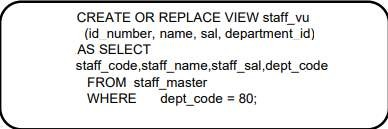 CREATE OR REPLACE VIEW staff_vu
(id_number, name, sal, department_id)
AS SELECT
staff_code,staff_name,staff_sal,dept_code
FROM staff_master
WHERE dept_code = 80;